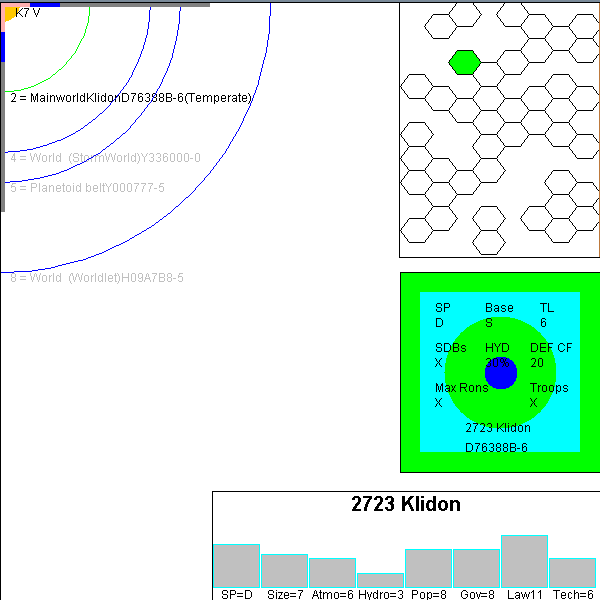 K7 V
2 = MainworldKlidonD76388B-6(Temperate)
4 = World (StormWorld)Y336000-0
5 = Planetoid beltY000777-5
8 = World (Worldlet)H09A7B8-5
SP Base TL
D S 6
SDBs HYD DEF CF
X 30% 20
Max Rons Troops
X X
2723 Klidon
D76388B-6
2723 Klidon
SP=D Size=7 Atmo=6 Hydro=3 Pop=8 Gov=8 Law11 Tech=6